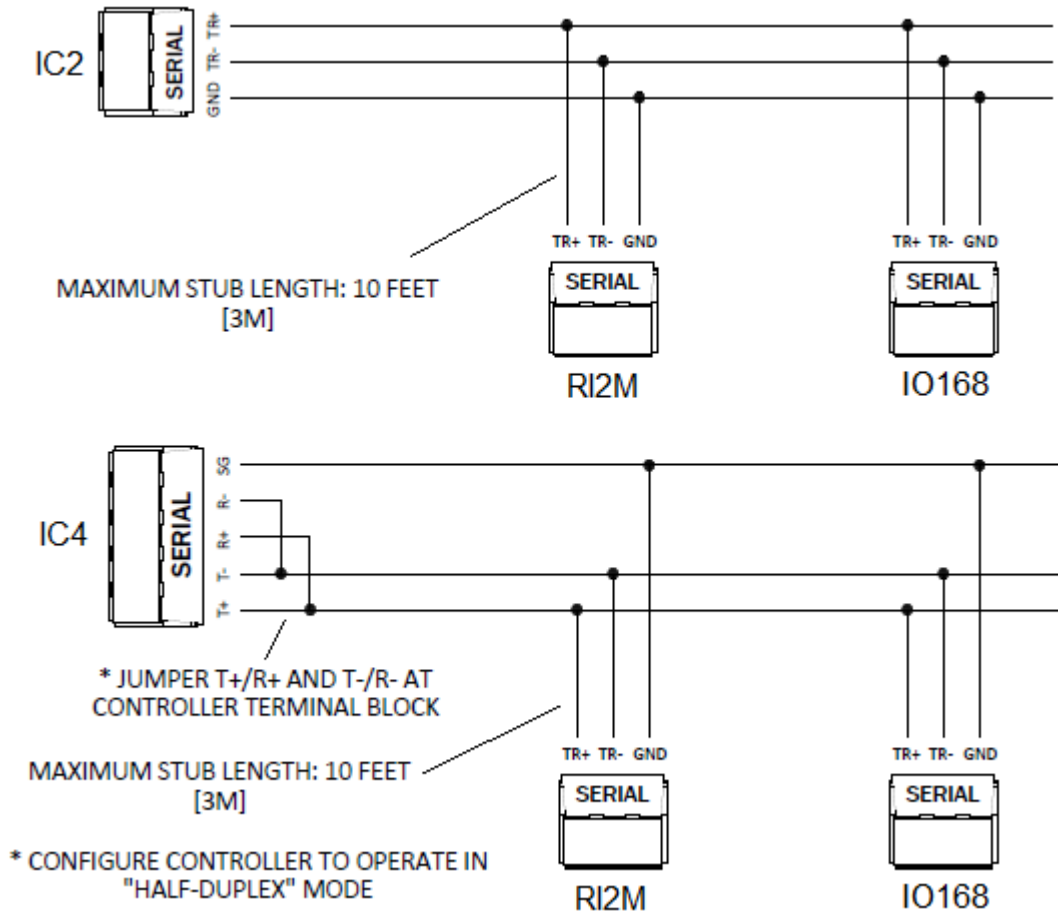 IC2
SERIAL
TR+
TR-
GND
MAXIMUM STUB LENGTH: 10 FEET
[3M]
TR+ TR- GND
SERIAL
RI2M
TR+ TR- GND
SERIAL
IO168
IC4
SERIAL
SG
R-
R+
T-
T+
* JUMPER T+/R+ AND T-/R- AT
CONTROLLER TERMINAL BLOCK
MAXIMUM STUB LENGTH: 10 FEET
[3M]
* CONFIGURE CONTROLLER TO OPERATE IN
"HALF-DUPLEX" MODE
TR+ TR- GND
SERIAL
RI2M
TR+ TR- GND
SERIAL
IO168